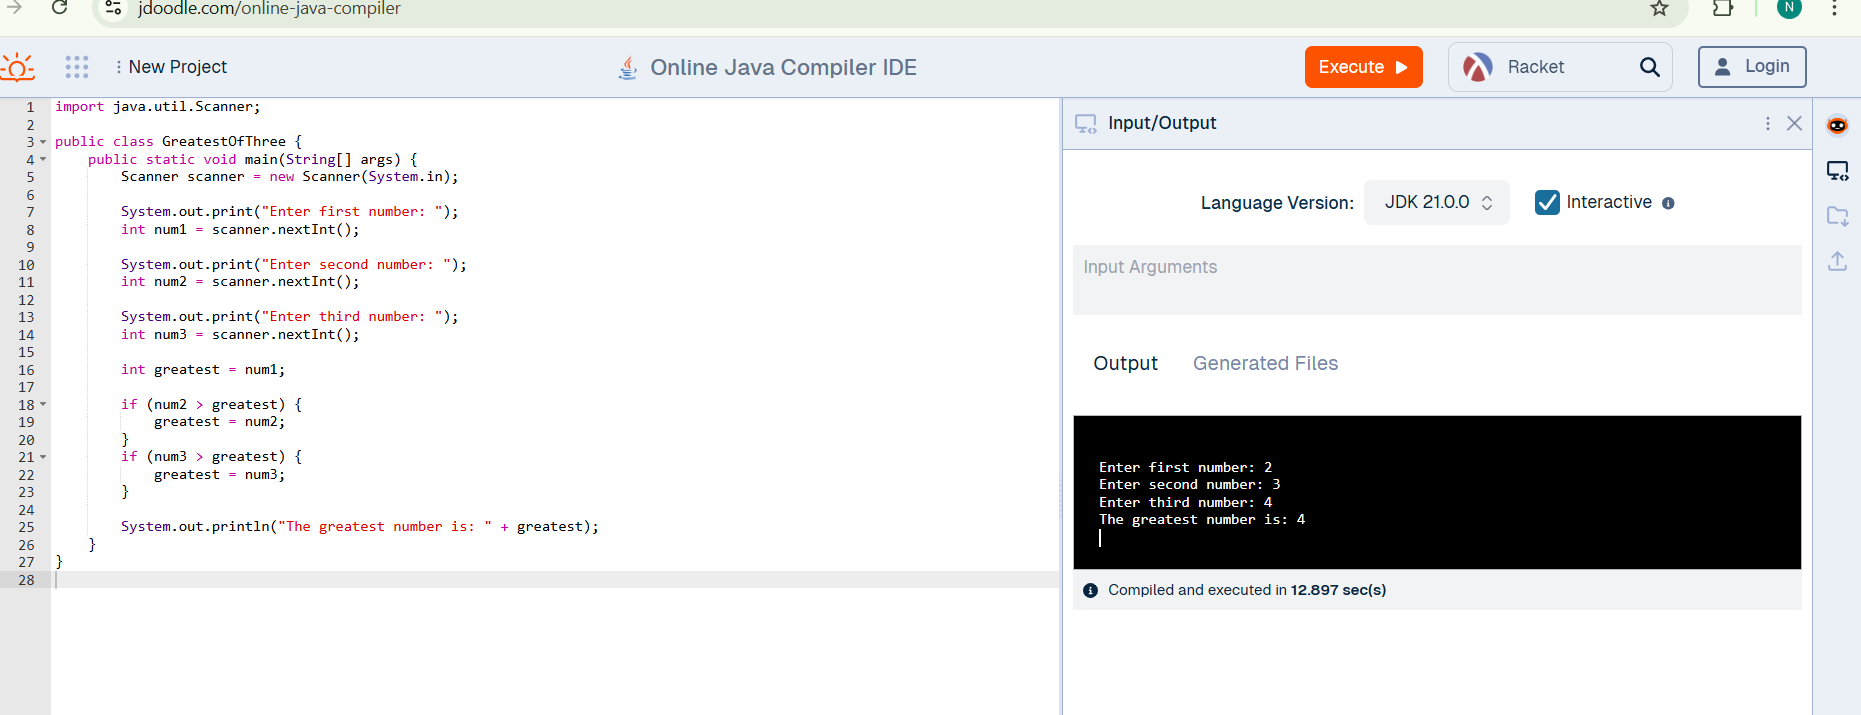 jdoodle.com/online-java-compiler
N
New Project
Online Java Compiler IDE
Execute
Racket
Login
1 import java.util.Scanner;
2
3 public class GreatestOfThree {
4     public static void main(String[] args) {
5         Scanner scanner = new Scanner(System.in);
6
7         System.out.print("Enter first number: ");
8         int num1 = scanner.nextInt();
9
10         System.out.print("Enter second number: ");
11         int num2 = scanner.nextInt();
12
13         System.out.print("Enter third number: ");
14         int num3 = scanner.nextInt();
15
16         int greatest = num1;
17
18         if (num2 > greatest) {
19             greatest = num2;
20         }
21         if (num3 > greatest) {
22             greatest = num3;
23         }
24
25         System.out.println("The greatest number is: " + greatest);
26     }
27 }
28
Input/Output
Language Version: JDK 21.0.0 Interactive
Input Arguments
Output Generated Files
Enter first number: 2
Enter second number: 3
Enter third number: 4
The greatest number is: 4
Compiled and executed in 12.897 sec(s)